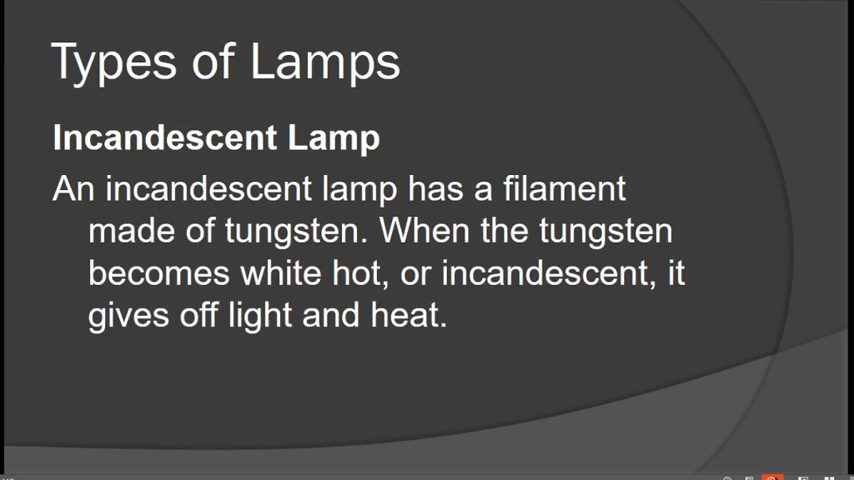 Types of Lamps
Incandescent Lamp
An incandescent lamp has a filament
made of tungsten. When the tungsten
becomes white hot, or incandescent, it
gives off light and heat.